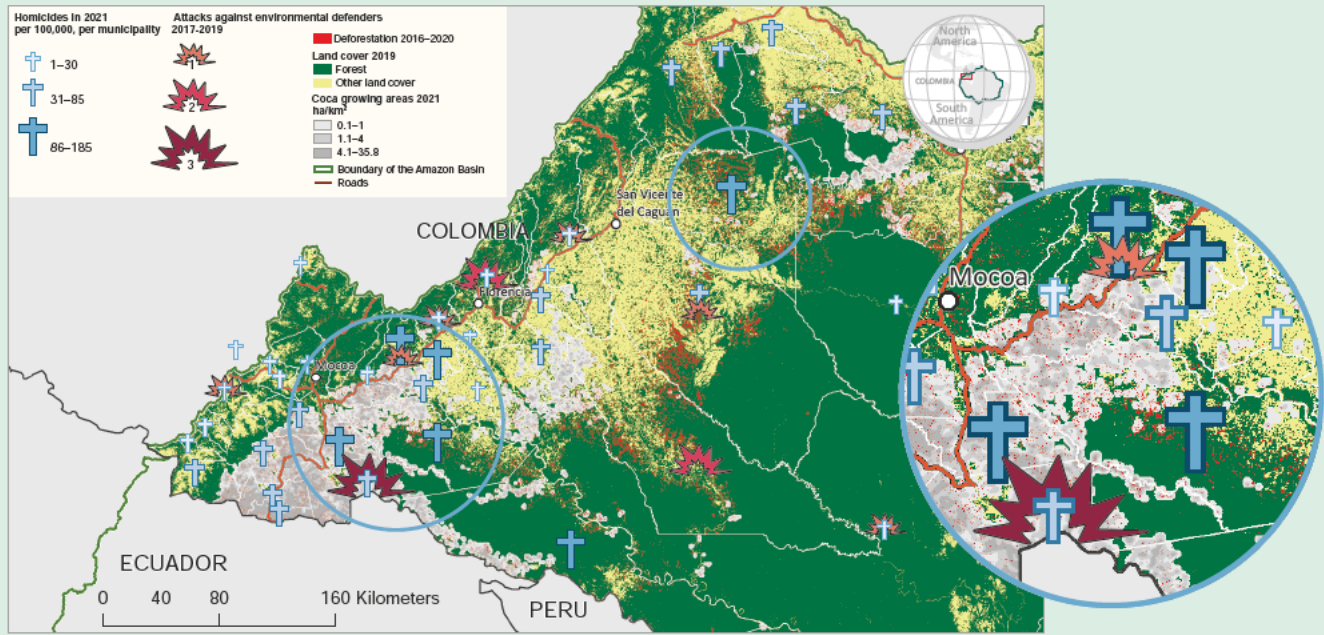 Homicides in 2021
per 100,000, per municipality
1–30
31–85
86–185
Attacks against environmental defenders
2017-2019
1
2
3
Deforestation 2016–2020
Land cover 2019
Forest
Other land cover
Coca growing areas 2021
ha/km²
0.1–1
1.1–4
4.1–35.8
Boundary of the Amazon Basin
Roads
North
America
COLOMBIA
South
America
San Vicente
del Caguán
COLOMBIA
Florencia
Mocoa
Mocoa
ECUADOR
PERU
0 40 80 160 Kilometers